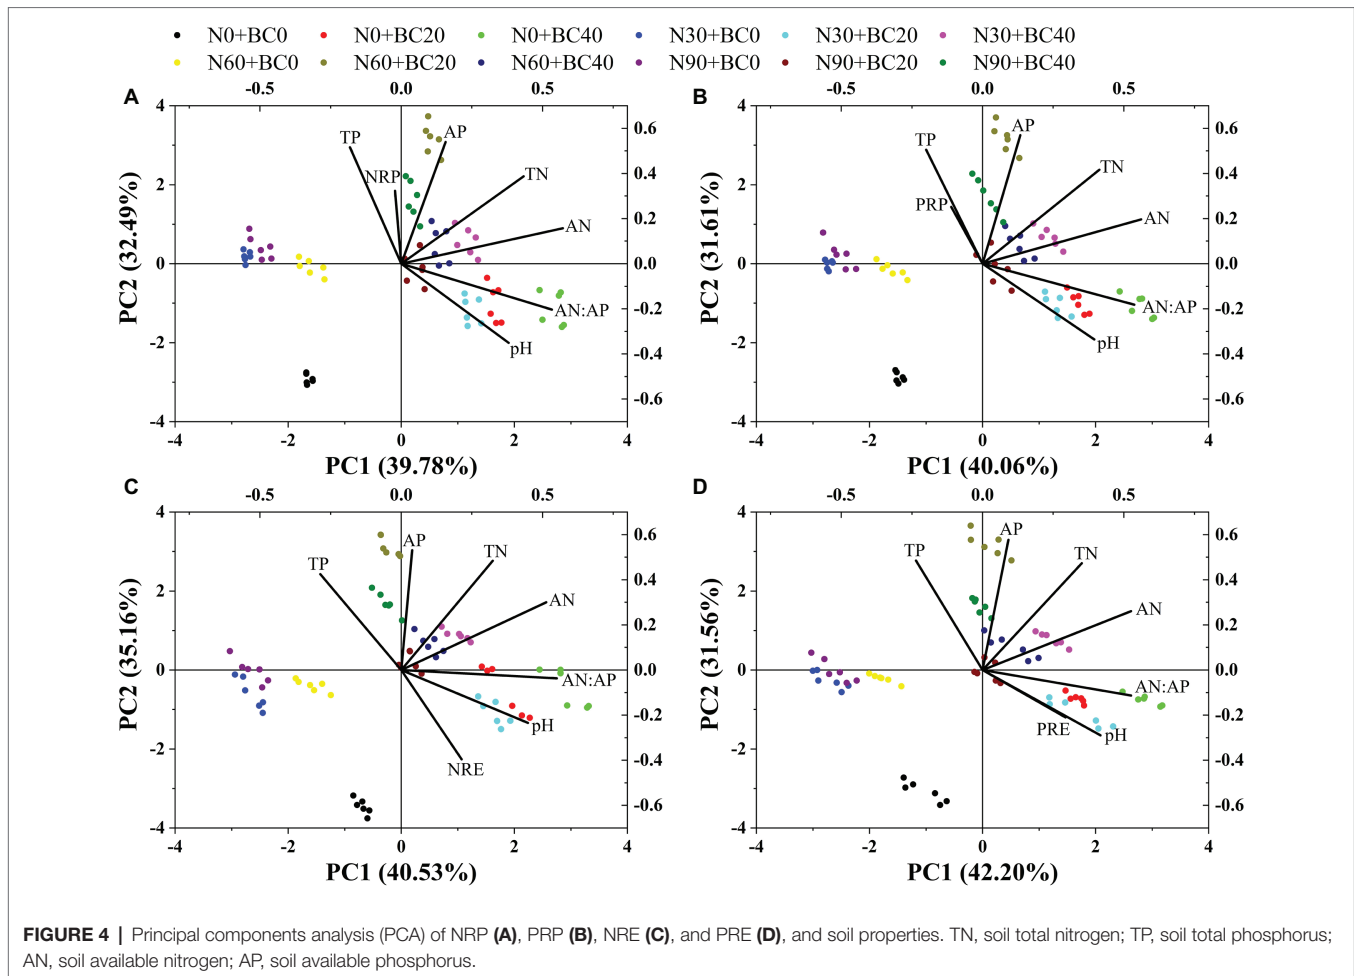 N0+BC0 N0+BC20 N0+BC40 N30+BC0 N30+BC20 N30+BC40
N60+BC0 N60+BC20 N60+BC40 N90+BC0 N90+BC20 N90+BC40
A
-0.5 0.0 0.5
4
2
0
-2
-4
PC2 (32.49%)
TP
AP
NRP
TN
AN
AN:AP
pH
0.6
0.4
0.2
0.0
-0.2
-0.4
-0.6
-4 -2 0 2 4
PC1 (39.78%)
B
-0.5 0.0 0.5
4
2
0
-2
-4
PC2 (31.61%)
TP
AP
PRP
TN
AN
AN:AP
pH
0.6
0.4
0.2
0.0
-0.2
-0.4
-0.6
-4 -2 0 2 4
PC1 (40.06%)
C
-0.5 0.0 0.5
4
2
0
-2
-4
PC2 (35.16%)
TP
AP
TN
AN
AN:AP
pH
NRE
0.6
0.4
0.2
0.0
-0.2
-0.4
-0.6
-4 -2 0 2 4
PC1 (40.53%)
D
-0.5 0.0 0.5
4
2
0
-2
-4
PC2 (31.56%)
TP
AP
TN
AN
AN:AP
PRE
pH
0.6
0.4
0.2
0.0
-0.2
-0.4
-0.6
-4 -2 0 2 4
PC1 (42.20%)
FIGURE 4 | Principal components analysis (PCA) of NRP (A), PRP (B), NRE (C), and PRE (D), and soil properties. TN, soil total nitrogen; TP, soil total phosphorus;
AN, soil available nitrogen; AP, soil available phosphorus.